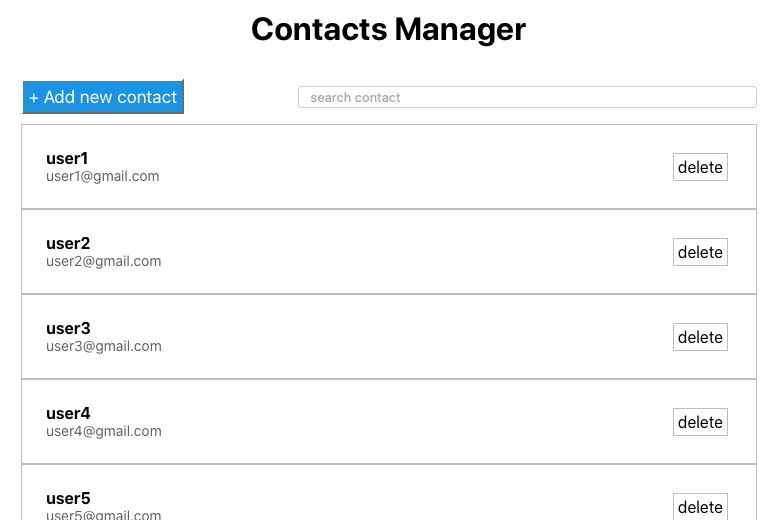 Contacts Manager
+ Add new contact
search contact
user1
user1@gmail.com
delete
user2
user2@gmail.com
delete
user3
user3@gmail.com
delete
user4
user4@gmail.com
delete
user5
user5@gmail.com
delete